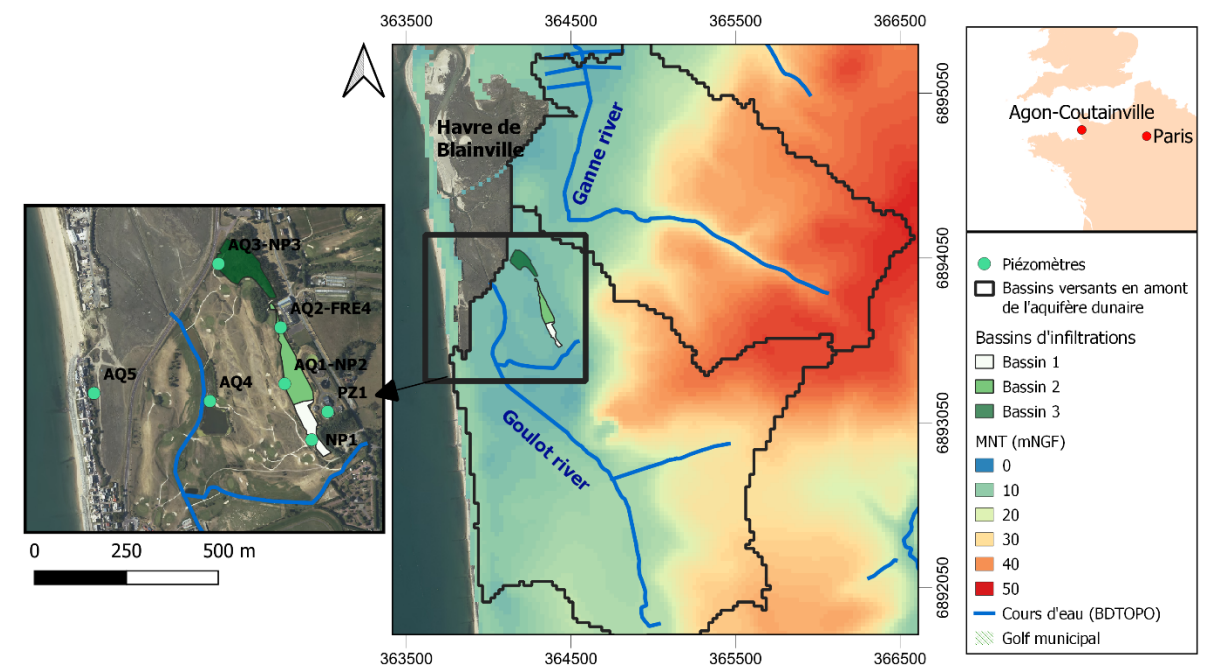 363500
364500
365500
366500
6895050
6894050
6893050
6892050
363500
364500
365500
366500
Havre de
Blainville
Ganne river
Goulot river
AQ3-NP3
AQ2-FRE4
AQ1-NP2
AQ5
AQ4
PZ1
NP1
0
250
500 m
Agon-Coutainville
Paris
Piézomètres
Bassins versants en amont
de l'aquifère dunaire
Bassins d'infiltrations
Bassin 1
Bassin 2
Bassin 3
MNT (mNGF)
0
10
20
30
40
50
Cours d'eau (BDTOPO)
Golf municipal